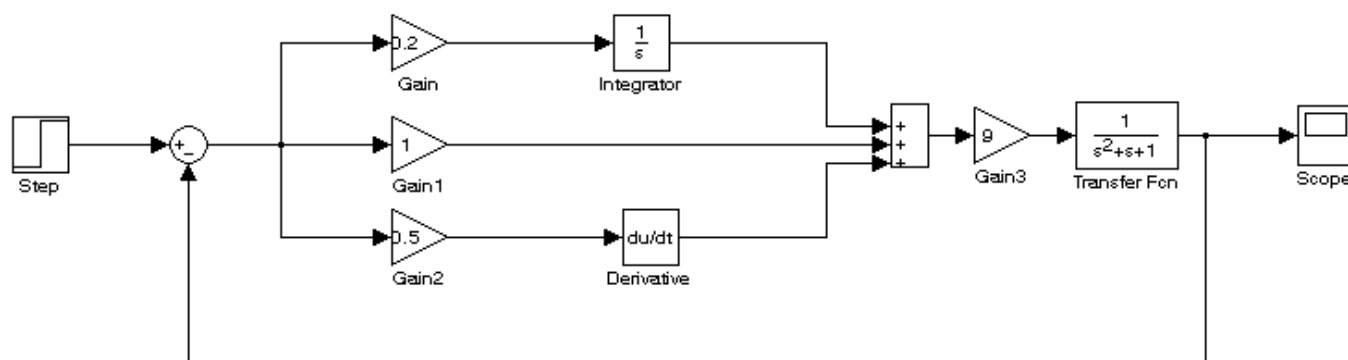 0.2
Gain
1
s
Integrator
Step
+
−
1
Gain1
+
+
+
9
Gain3
1
s²+s+1
Transfer Fcn
Scope
0.5
Gain2
du/dt
Derivative